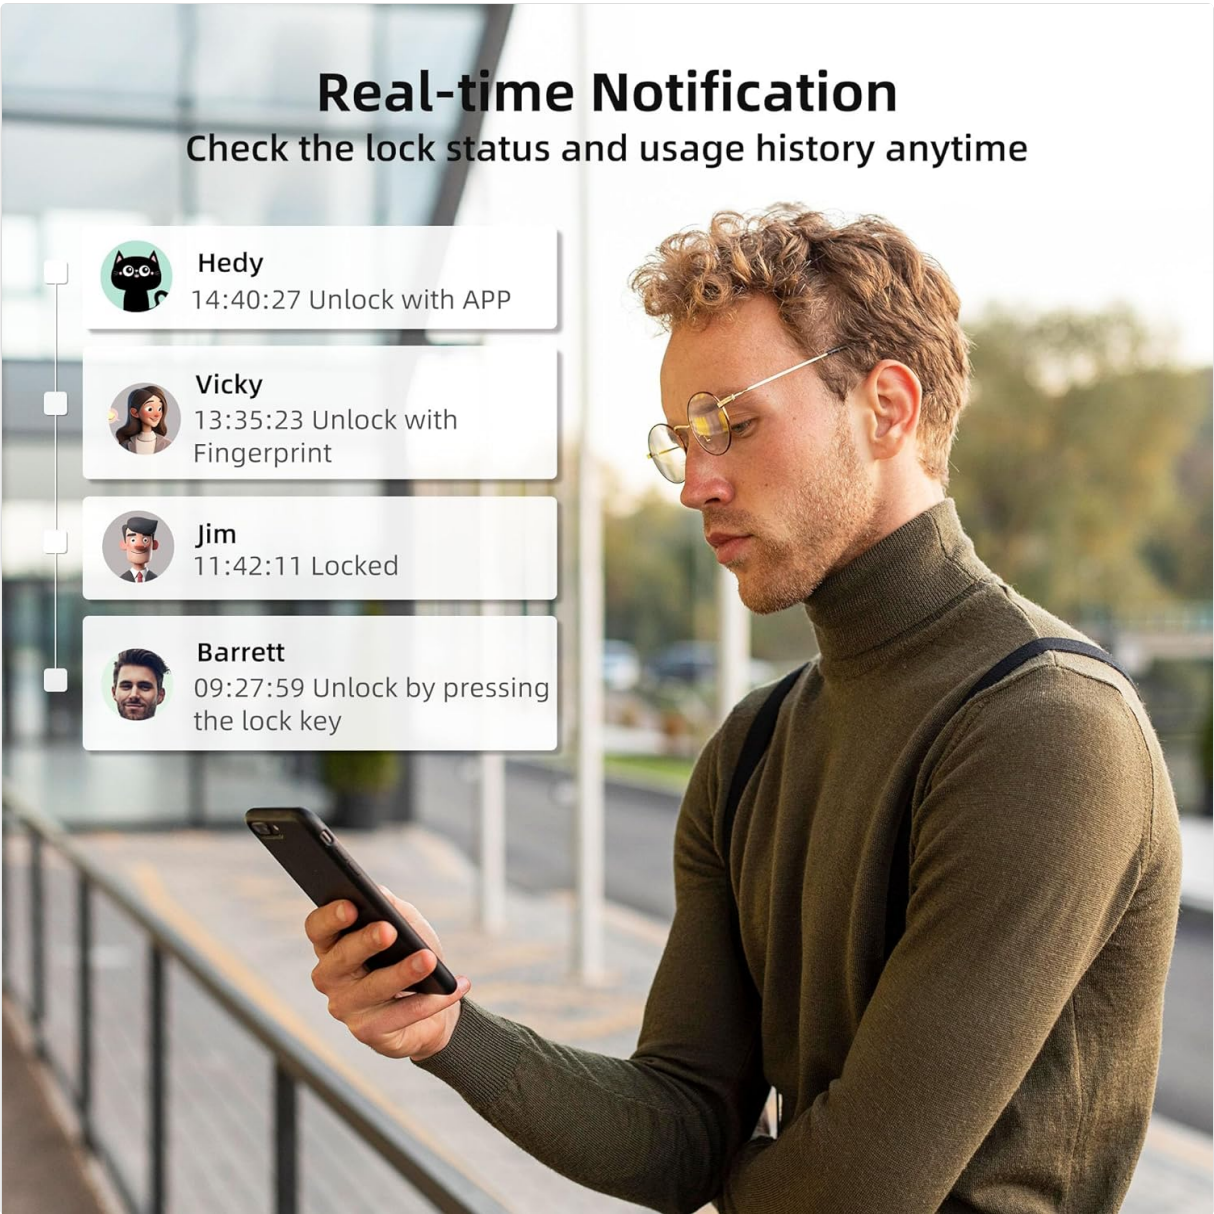 Real-time Notification
Check the lock status and usage history anytime
Hedy
14:40:27 Unlock with APP
Vicky
13:35:23 Unlock with
Fingerprint
Jim
11:42:11 Locked
Barrett
09:27:59 Unlock by pressing
the lock key